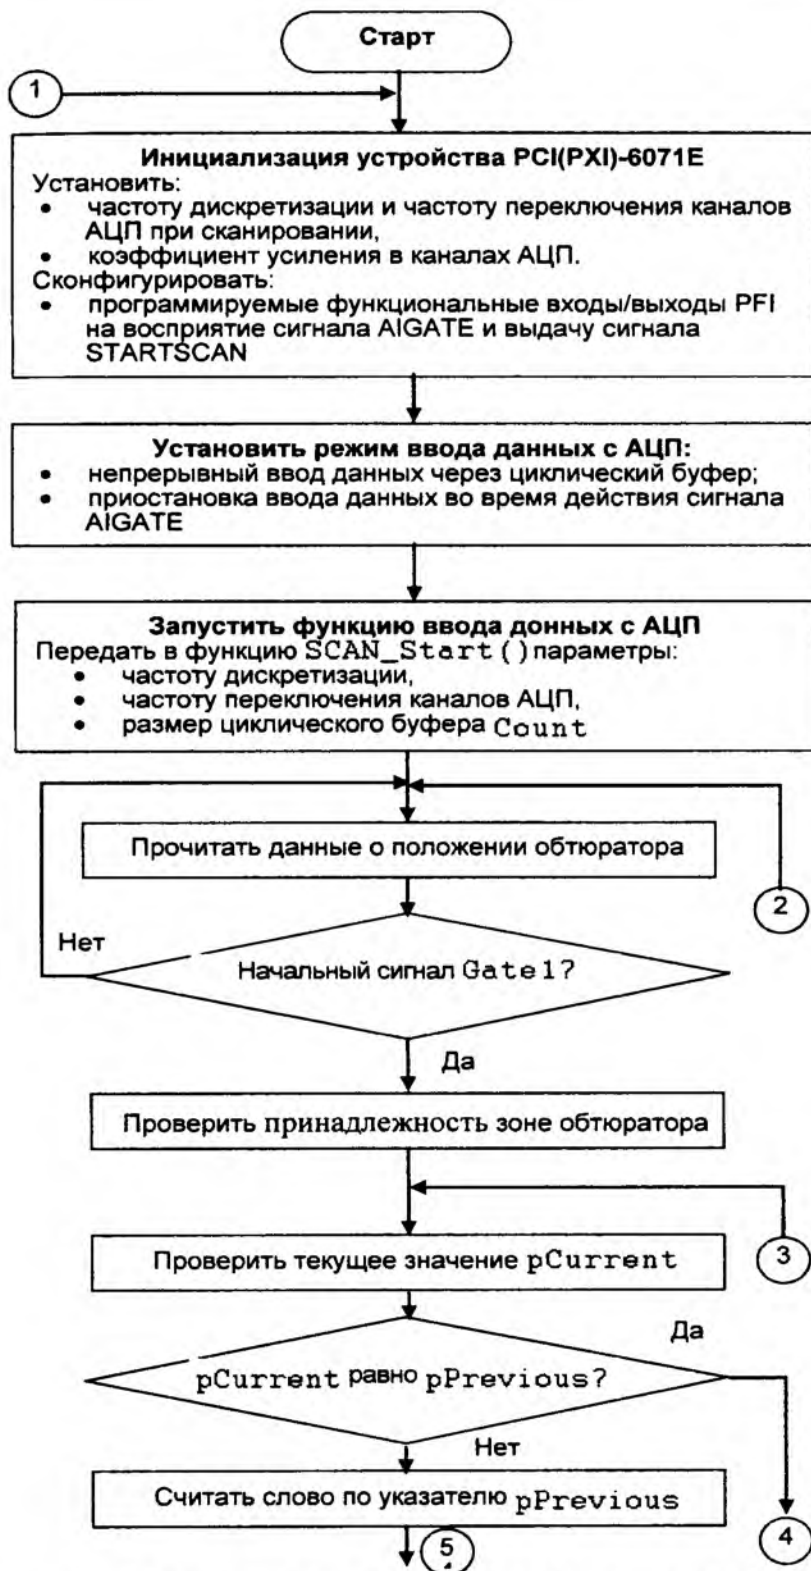 Старт
1
Инициализация устройства PCI(PXI)-6071E
Установить:
• частоту дискретизации и частоту переключения каналов
АЦП при сканировании,
• коэффициент усиления в каналах АЦП.
Сконфигурировать:
• программируемые функциональные входы/выходы PFI
на восприятие сигнала AIGATE и выдачу сигнала
STARTSCAN
Установить режим ввода данных с АЦП:
• непрерывный ввод данных через циклический буфер;
• приостановка ввода данных во время действия сигнала
AIGATE
Запустить функцию ввода донных с АЦП
Передать в функцию SCAN_Start() параметры:
• частоту дискретизации,
• частоту переключения каналов АЦП,
• размер циклического буфера Count
Прочитать данные о положении обтюратора
2
Нет
Начальный сигнал Gate1?
Да
Проверить принадлежность зоне обтюратора
3
Проверить текущее значение pCurrent
Да
pCurrent равно pPrevious?
Нет
Считать слово по указателю pPrevious
4
5